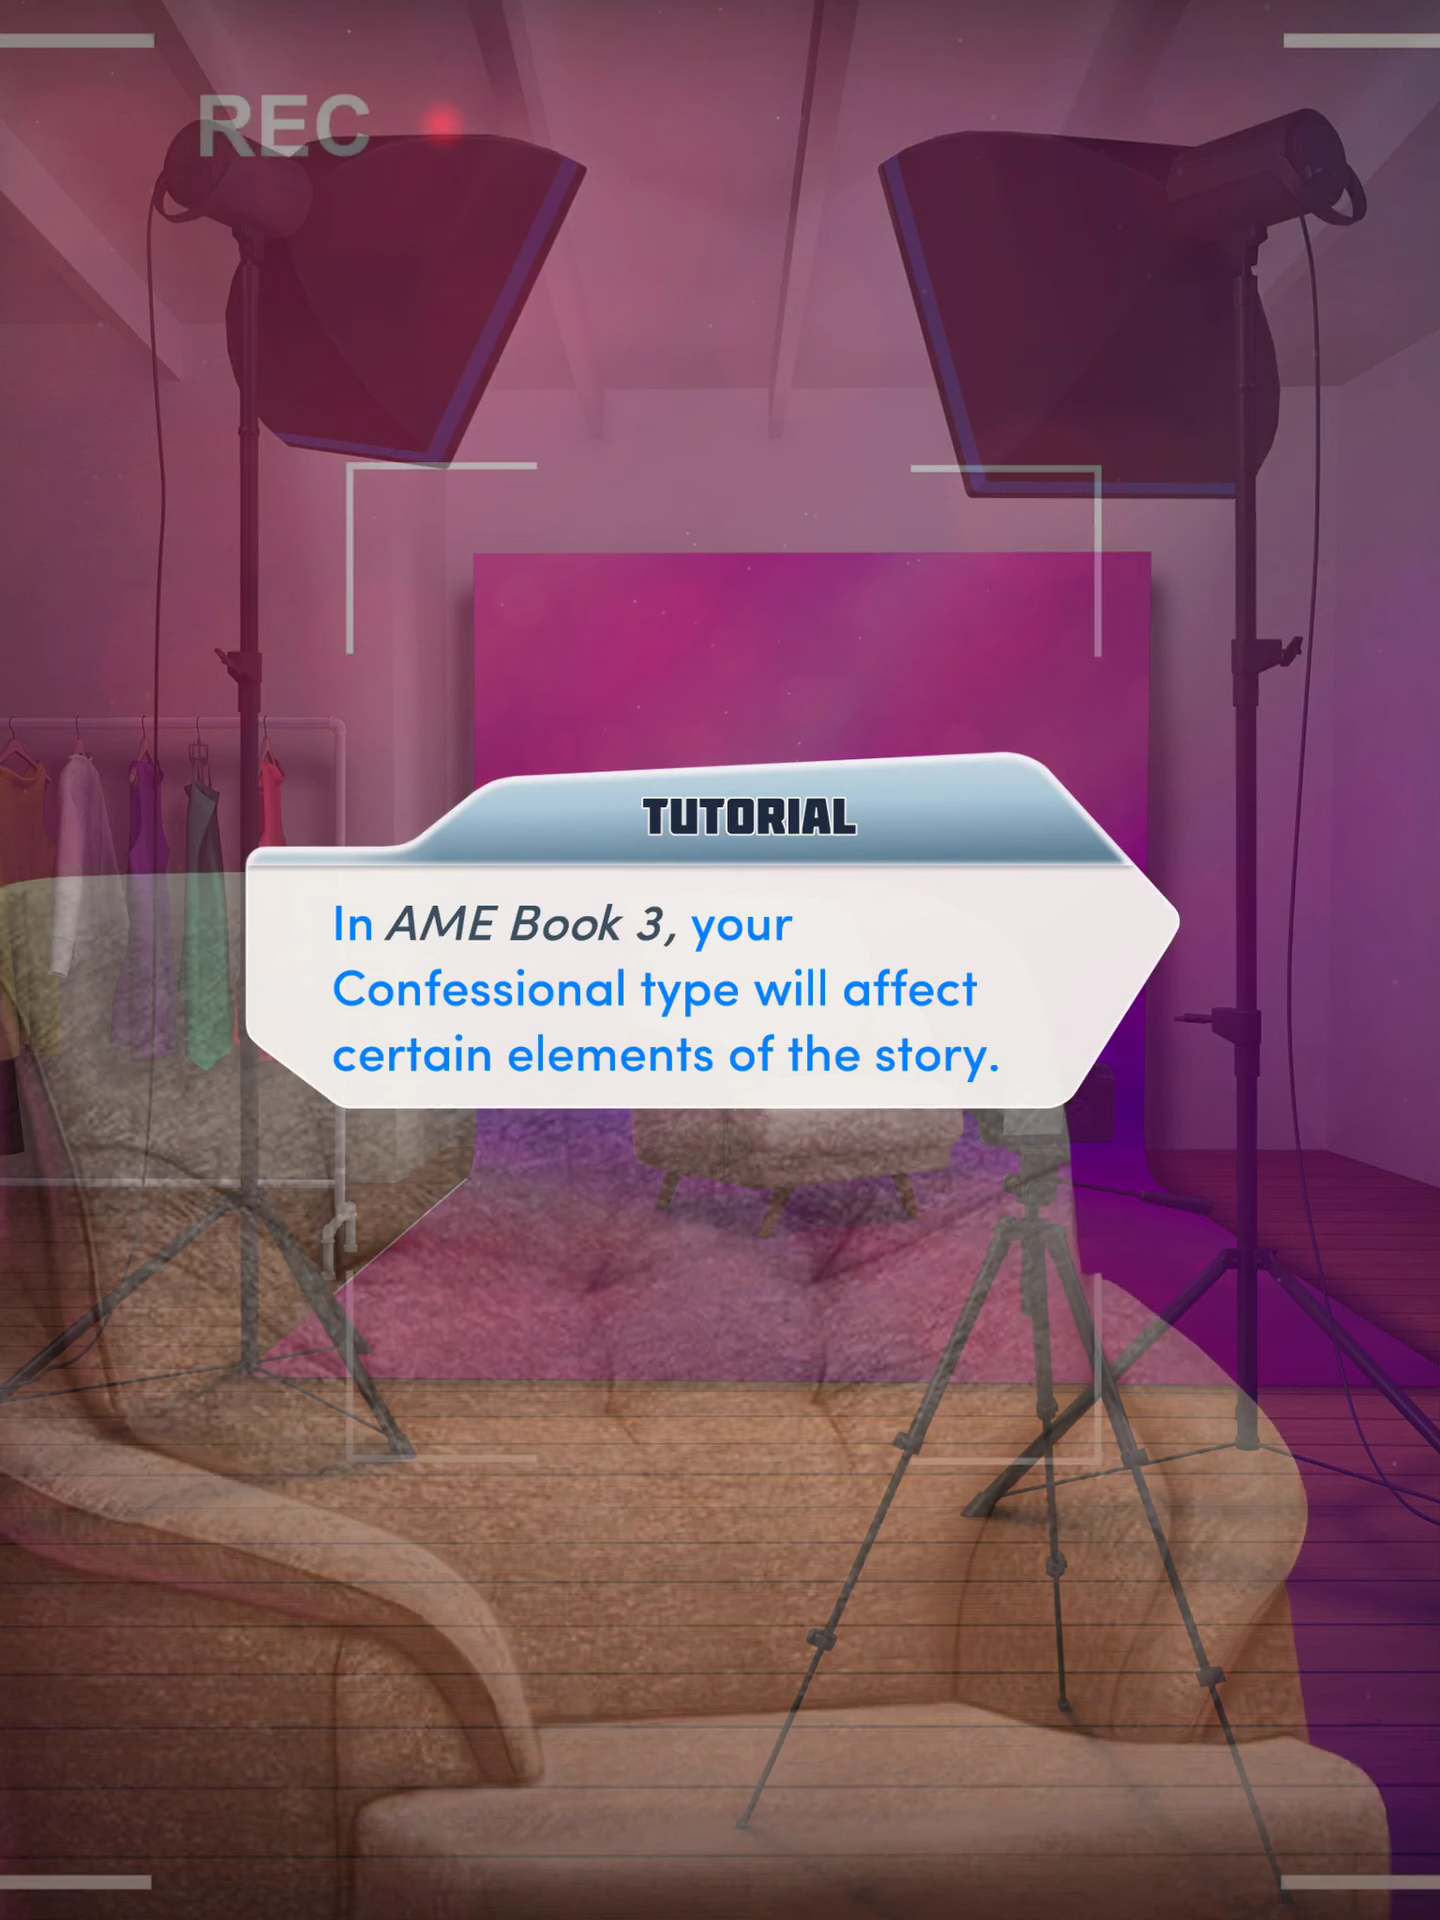 REC
TUTORIAL
In AME Book 3, your
Confessional type will affect
certain elements of the story.